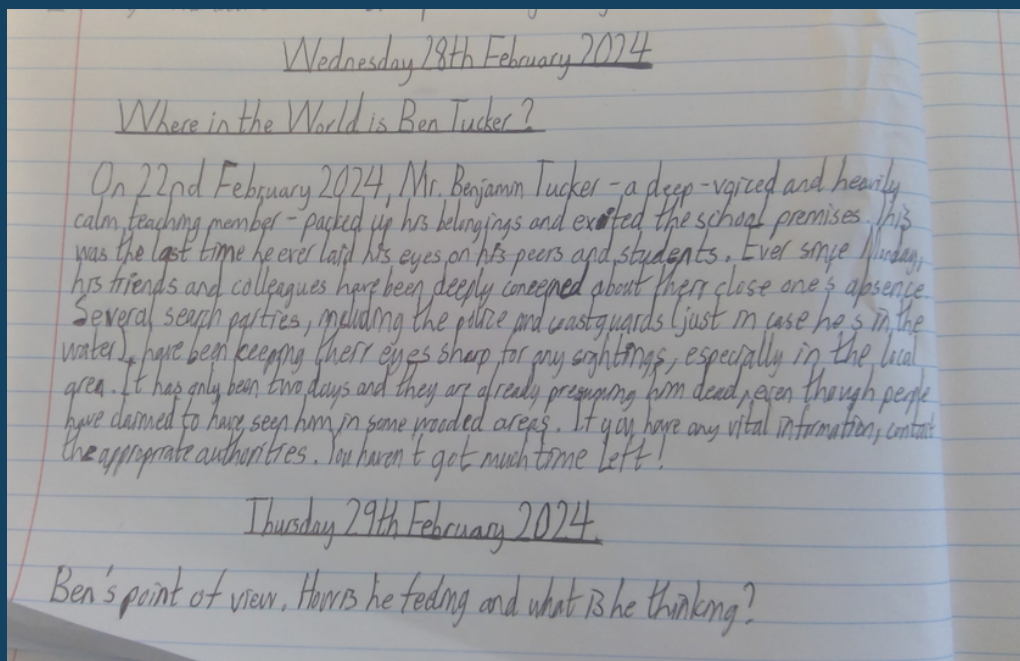 Wednesday 28th February 2024
Where in the World is Ben Tucker?
On 22nd February 2024, Mr. Benjamin Tucker - a deep-voiced and heavily
calm teaching member - packed up his belongings and exited the school premises. This
was the last time he ever laid his eyes on his peers and students. Ever since Monday,
his friends and colleagues have been deeply concerned about their close one's absence.
Several search parties, including the police and coastguards (just in case he's in the
water), have been keeping their eyes sharp for any sightings, especially in the local
area. It has only been two days and they are already presuming him dead, even though people
have claimed to have seen him in some wooded areas. If you have any vital information, contact
the appropriate authorities. You haven't got much time left!
Thursday 29th February 2024.
Ben's point of view. How is he feeling and what is he thinking?